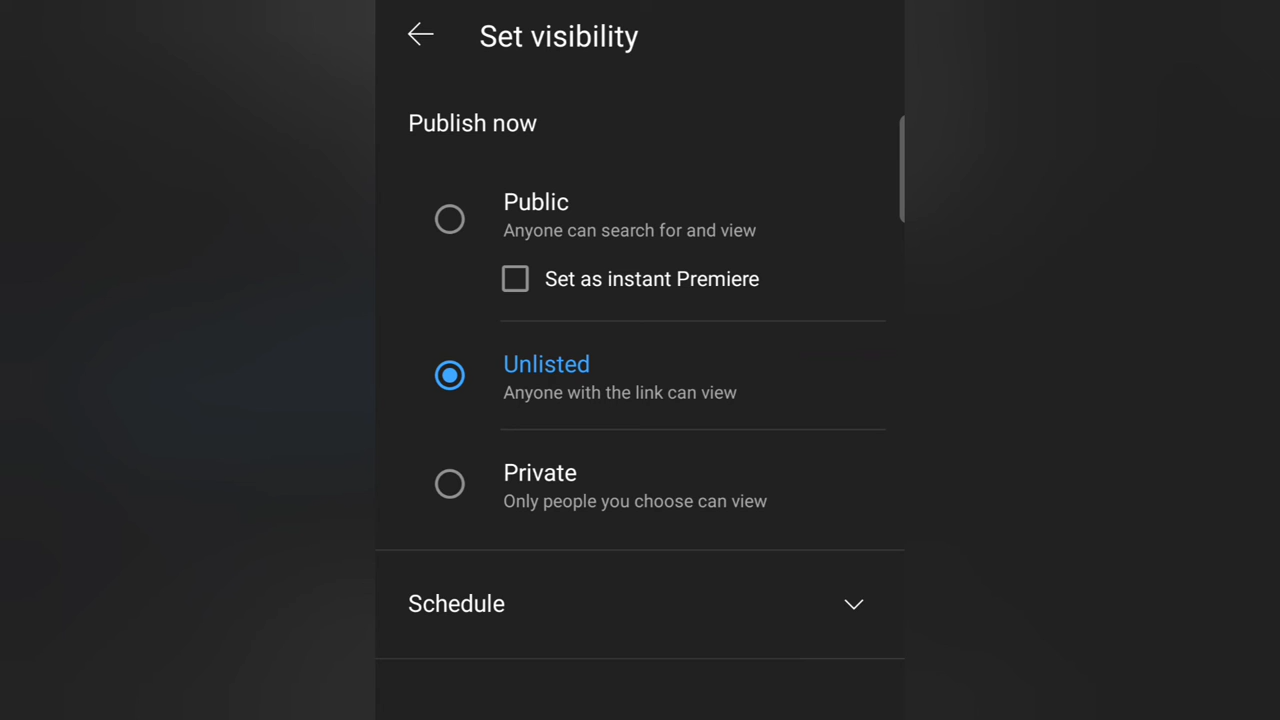 Set visibility
Publish now
Public
Anyone can search for and view
Set as instant Premiere
Unlisted
Anyone with the link can view
Private
Only people you choose can view
Schedule